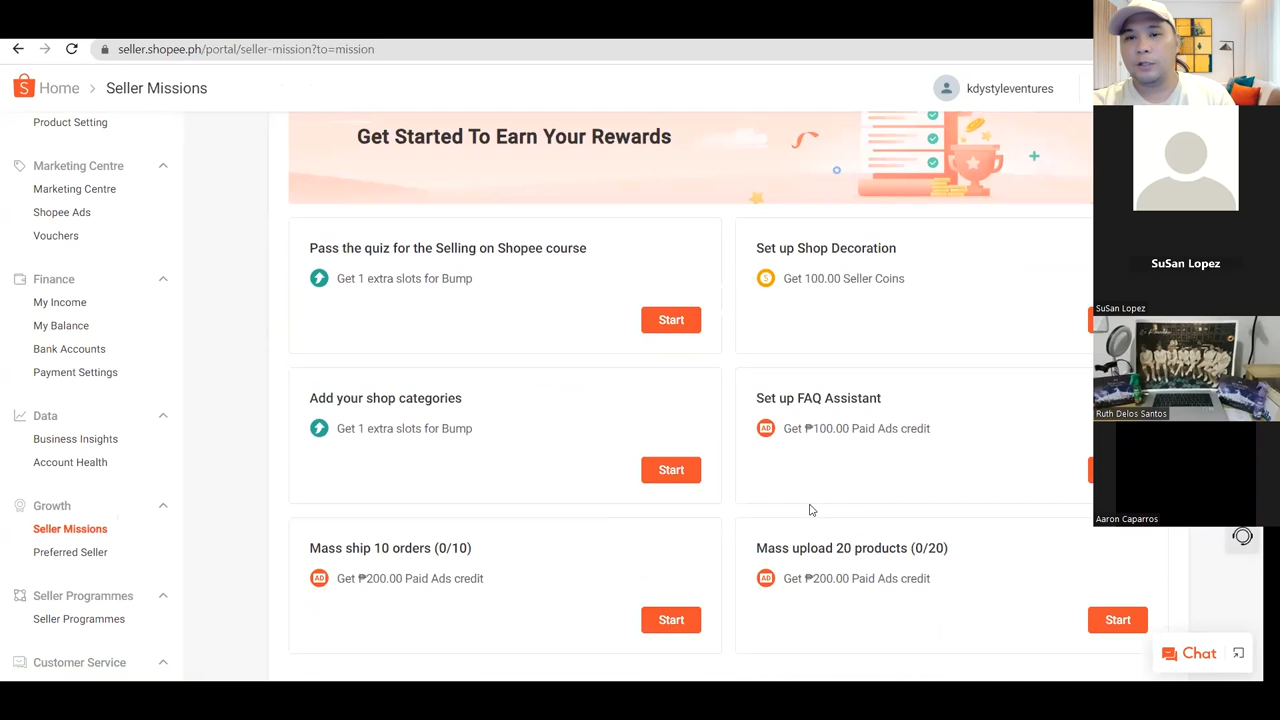 seller.shopee.ph/portal/seller-mission?to=mission
Home > Seller Missions
kdystyleventures
Product Setting
Marketing Centre
Marketing Centre
Shopee Ads
Vouchers
Finance
My Income
My Balance
Bank Accounts
Payment Settings
Data
Business Insights
Account Health
Growth
Seller Missions
Preferred Seller
Seller Programmes
Seller Programmes
Customer Service
Get Started To Earn Your Rewards
Pass the quiz for the Selling on Shopee course
Get 1 extra slots for Bump
Start
Set up Shop Decoration
Get 100.00 Seller Coins
Add your shop categories
Get 1 extra slots for Bump
Start
Set up FAQ Assistant
Get ₱100.00 Paid Ads credit
Mass ship 10 orders (0/10)
Get ₱200.00 Paid Ads credit
Start
Mass upload 20 products (0/20)
Get ₱200.00 Paid Ads credit
Start
Chat
SuSan Lopez
SuSan Lopez
Ruth Delos Santos
Aaron Caparros